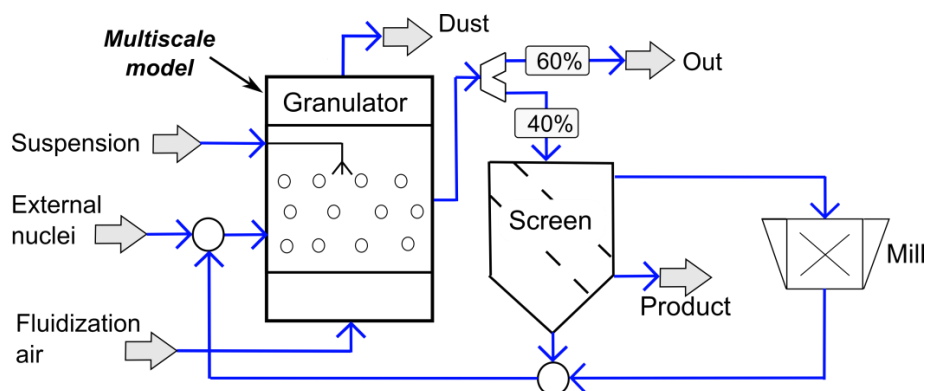 Dust
Multiscale
model
60%
Out
Granulator
40%
Suspension
External
nuclei
Screen
Mill
Product
Fluidization
air